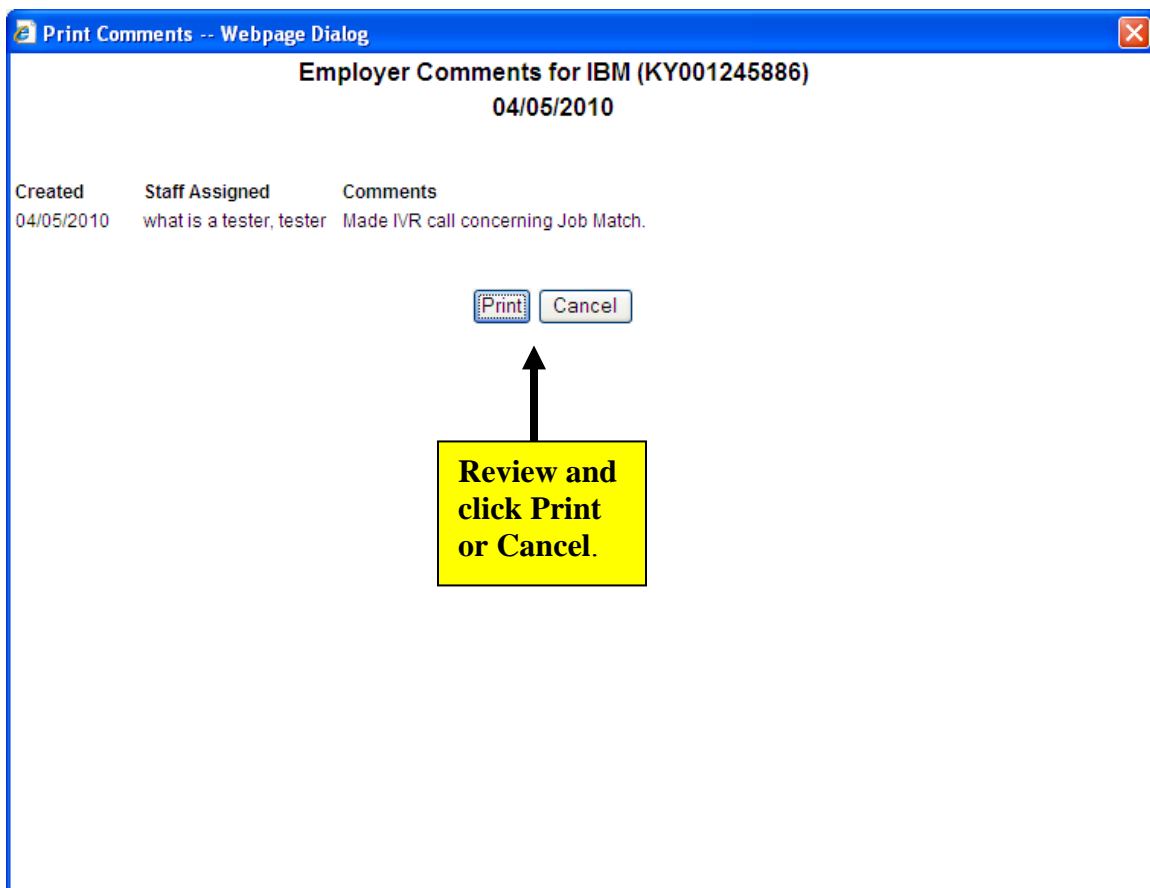 Print Comments -- Webpage Dialog
Employer Comments for IBM (KY001245886)
04/05/2010
Created Staff Assigned Comments
04/05/2010 what is a tester, tester Made IVR call concerning Job Match.
Print Cancel
Review and
click Print
or Cancel.